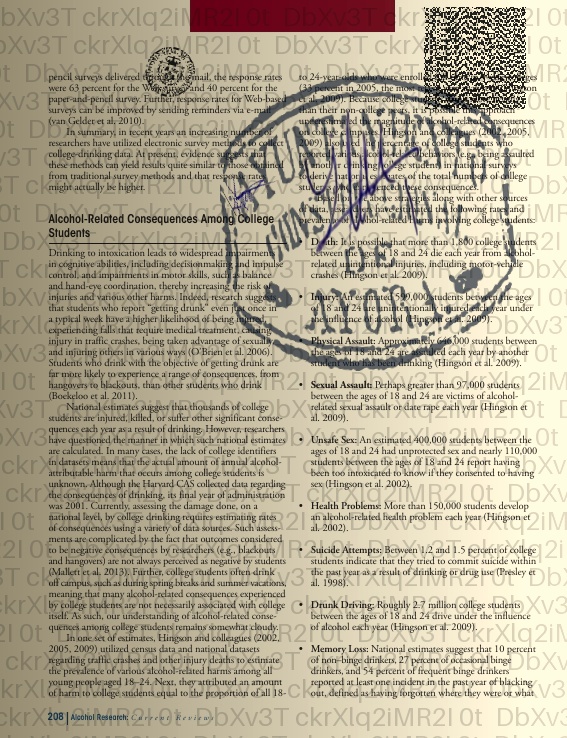 pencil surveys delivered through the mail, the response rates
were 63 percent for the Web survey and 40 percent for the
paper-and-pencil survey. Further, response rates for Web-based
surveys can be improved by sending reminders via e-mail
(van Gelder et al. 2010).
In summary, in recent years an increasing number of
researchers have utilized electronic survey methods to collect
college-drinking data. At present, evidence suggests that
these methods can yield results quite similar to those obtained
from traditional survey methods and that response
might actually be higher.
Alcohol-Related Consequences Among College
Students
Drinking to intoxication leads to widespread impairment
in cognitive abilities, including decisionmaking and impulse
control, and impairments in motor skills, such as balance
and hand-eye coordination, thereby increasing the risk of
injuries and various other harms. Indeed, research suggests
that students who report "getting drunk" even once in
a typical week have a higher likelihood of being injured,
experiencing falls that require medical treatment, causing
injury in traffic crashes, being taken advantage of sexually,
and injuring others in various ways (O'Brien et al. 2006).
Students who drink with the objective of getting drunk are
far more likely to experience a range of consequences, from
hangovers to blackouts, than other students who drink
(Boekeloo et al. 2011).
National estimates suggest that thousands of college
students are injured, killed, or suffer other significant conse-
quences each year as a result of drinking. However, researchers
have questioned the manner in which such national estimates
are calculated. In many cases, the lack of college identifiers
in datasets means that the actual amount of annual alcohol-
attributable harm that occurs among college students is
unknown. Although the Harvard CAS collected data regarding
the consequences of drinking, its final year of administration
was 2001. Currently, assessing the damage done, on a
national level, by college drinking requires estimating rates
of consequences using a variety of data sources. Such assess-
ments are complicated by the fact that outcomes considered
to be negative consequences by researchers (e.g., blackouts
and hangovers) are not always perceived as negative by students
(Mallett et al. 2013). Further, college students often drink
off campus, such as during spring breaks and summer vacations,
meaning that many alcohol-related consequences experienced
by college students are not necessarily associated with college
itself. As such, our understanding of alcohol-related conse-
quences among college students remains somewhat cloudy.
In one set of estimates, Hingson and colleagues (2002,
2005, 2009) utilized census data and national datasets
regarding traffic crashes and other injury deaths to estimate
the prevalence of various alcohol-related harms among all
young people aged 18–24. Next, they attributed an amount
of harm to college students equal to the proportion of all 18-
to 24-year-olds who were enrolled
(33 percent in 2005, the most
et al. 2009). Because college students
than their non-college peers, it is possible
underestimated the magnitude of alcohol-related consequences
on college campuses. Hingson and colleagues (2002, 2005,
2009) percentage of college students who
being assaulted
college students in national survey
estimates of the total number of college
students who experienced these consequences.
Based on the above strategies, along with other sources
of data, researchers have estimated the following rates and
prevalence of alcohol-related harms involving college students:
Death: It is possible that more than 1,800 college students
between the ages of 18 and 24 die each year from alcohol-
related unintentional injuries, including motor-vehicle
crashes (Hingson et al. 2009).
• Injury: An estimated 599,000 students between the ages
of 18 and 24 are unintentionally injured each year under
the influence of alcohol (Hingson et al. 2009).
Physical Assault: Approximately 646,000 students between
the ages of 18 and 24 are assaulted each year by another
student who has been drinking (Hingson et al. 2009).
• Sexual Assault: Perhaps greater than 97,000 students
between the ages of 18 and 24 are victims of alcohol-
related sexual assault or date rape each year (Hingson et
al. 2009).
• Unsafe Sex: An estimated 400,000 students between the
ages of 18 and 24 had unprotected sex and nearly 110,000
students between the ages of 18 and 24 report having
been too intoxicated to know if they consented to having
sex (Hingson et al. 2002).
• Health Problems: More than 150,000 students develop
an alcohol-related health problem each year (Hingson et
al. 2002).
• Suicide Attempts: Between 1.2 and 1.5 percent of college
students indicate that they tried to commit suicide within
the past year as a result of drinking or drug use (Presley et
al. 1998).
• Drunk Driving: Roughly 2.7 million college students
between the ages of 18 and 24 drive under the influence
of alcohol each year (Hingson et al. 2009).
• Memory Loss: National estimates suggest that 10 percent
of non–binge drinkers, 27 percent of occasional binge
drinkers, and 54 percent of frequent binge drinkers
reported at least one incident in the past year of blacking
out, defined as having forgotten where they were or what
208 | Alcohol Research: Current Reviews
DbXv3T ckrXlq2iMR2I 0t